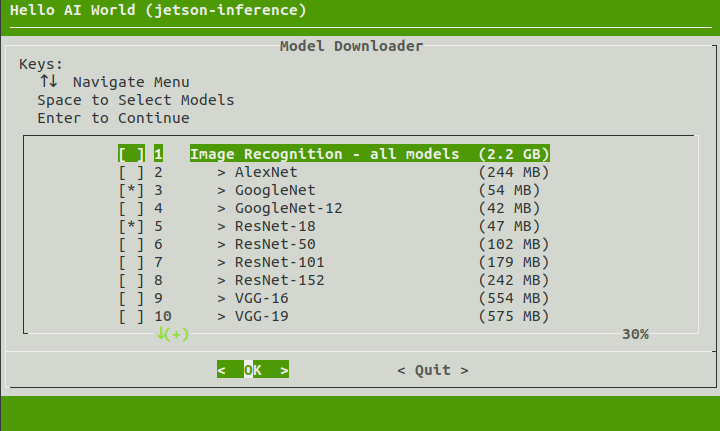 Hello AI World (jetson-inference)
Model Downloader
Keys:
↑↓ Navigate Menu
Space to Select Models
Enter to Continue
[ ] 1 Image Recognition - all models (2.2 GB)
[ ] 2 > AlexNet (244 MB)
[*] 3 > GoogleNet (54 MB)
[ ] 4 > GoogleNet-12 (42 MB)
[*] 5 > ResNet-18 (47 MB)
[ ] 6 > ResNet-50 (102 MB)
[ ] 7 > ResNet-101 (179 MB)
[ ] 8 > ResNet-152 (242 MB)
[ ] 9 > VGG-16 (554 MB)
[ ] 10 > VGG-19 (575 MB)
↓(+) 30%
< OK > < Quit >